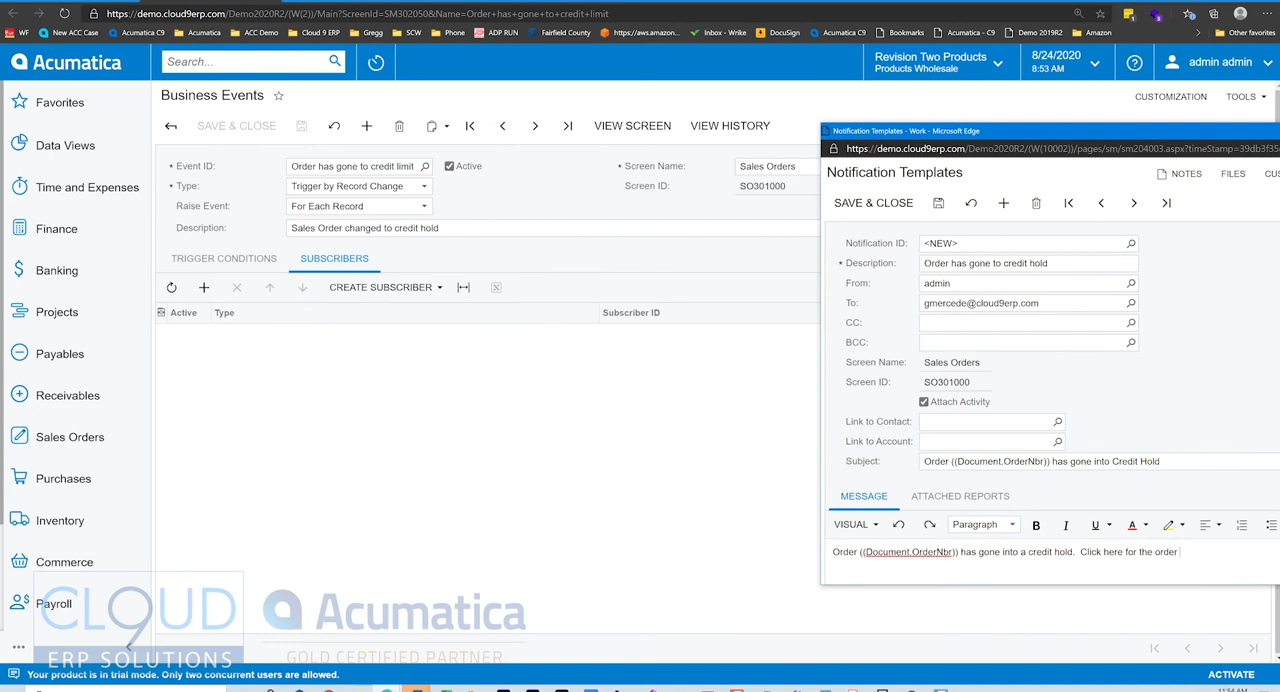 https://demo.cloud9erp.com/Demo2020R2/(W(2))/Main?ScreenId=SM302050&Name=Order+has+gone+to+credit+limit
WF New ACC Case Acumatica C9 Acumatica ACC Demo Cloud 9 ERP Gregg SCW Phone ADP RUN Fairfield County https://aws.amazon... Inbox - Wrike DocuSign Acumatica C9 Bookmarks Acumatica - C9 Demo 2019R2 Amazon Other favorites
Acumatica
Search...
Revision Two Products
Products Wholesale
8/24/2020
8:53 AM
admin admin
Favorites
Data Views
Time and Expenses
Finance
Banking
Projects
Payables
Receivables
Sales Orders
Purchases
Inventory
Commerce
Payroll
Business Events
CUSTOMIZATION TOOLS
SAVE & CLOSE VIEW SCREEN VIEW HISTORY
Event ID: Order has gone to credit limit Active Screen Name: Sales Orders
Type: Trigger by Record Change Screen ID: SO301000
Raise Event: For Each Record
Description: Sales Order changed to credit hold
TRIGGER CONDITIONS SUBSCRIBERS
CREATE SUBSCRIBER
Active Type Subscriber ID
Notification Templates - Work - Microsoft Edge
https://demo.cloud9erp.com/Demo2020R2/(W(10002))/pages/sm/sm204003.aspx?timeStamp=39db3f35
Notification Templates
NOTES FILES CUS
SAVE & CLOSE
Notification ID: <NEW>
Description: Order has gone to credit hold
From: admin
To: gmercede@cloud9erp.com
CC:
BCC:
Screen Name: Sales Orders
Screen ID: SO301000
Attach Activity
Link to Contact:
Link to Account:
Subject: Order ((Document.OrderNbr)) has gone into Credit Hold
MESSAGE ATTACHED REPORTS
VISUAL Paragraph B I U A
Order ((Document.OrderNbr)) has gone into a credit hold. Click here for the order
CLOUD
9
ERP SOLUTIONS
Acumatica
GOLD CERTIFIED PARTNER
Your product is in trial mode. Only two concurrent users are allowed.
ACTIVATE